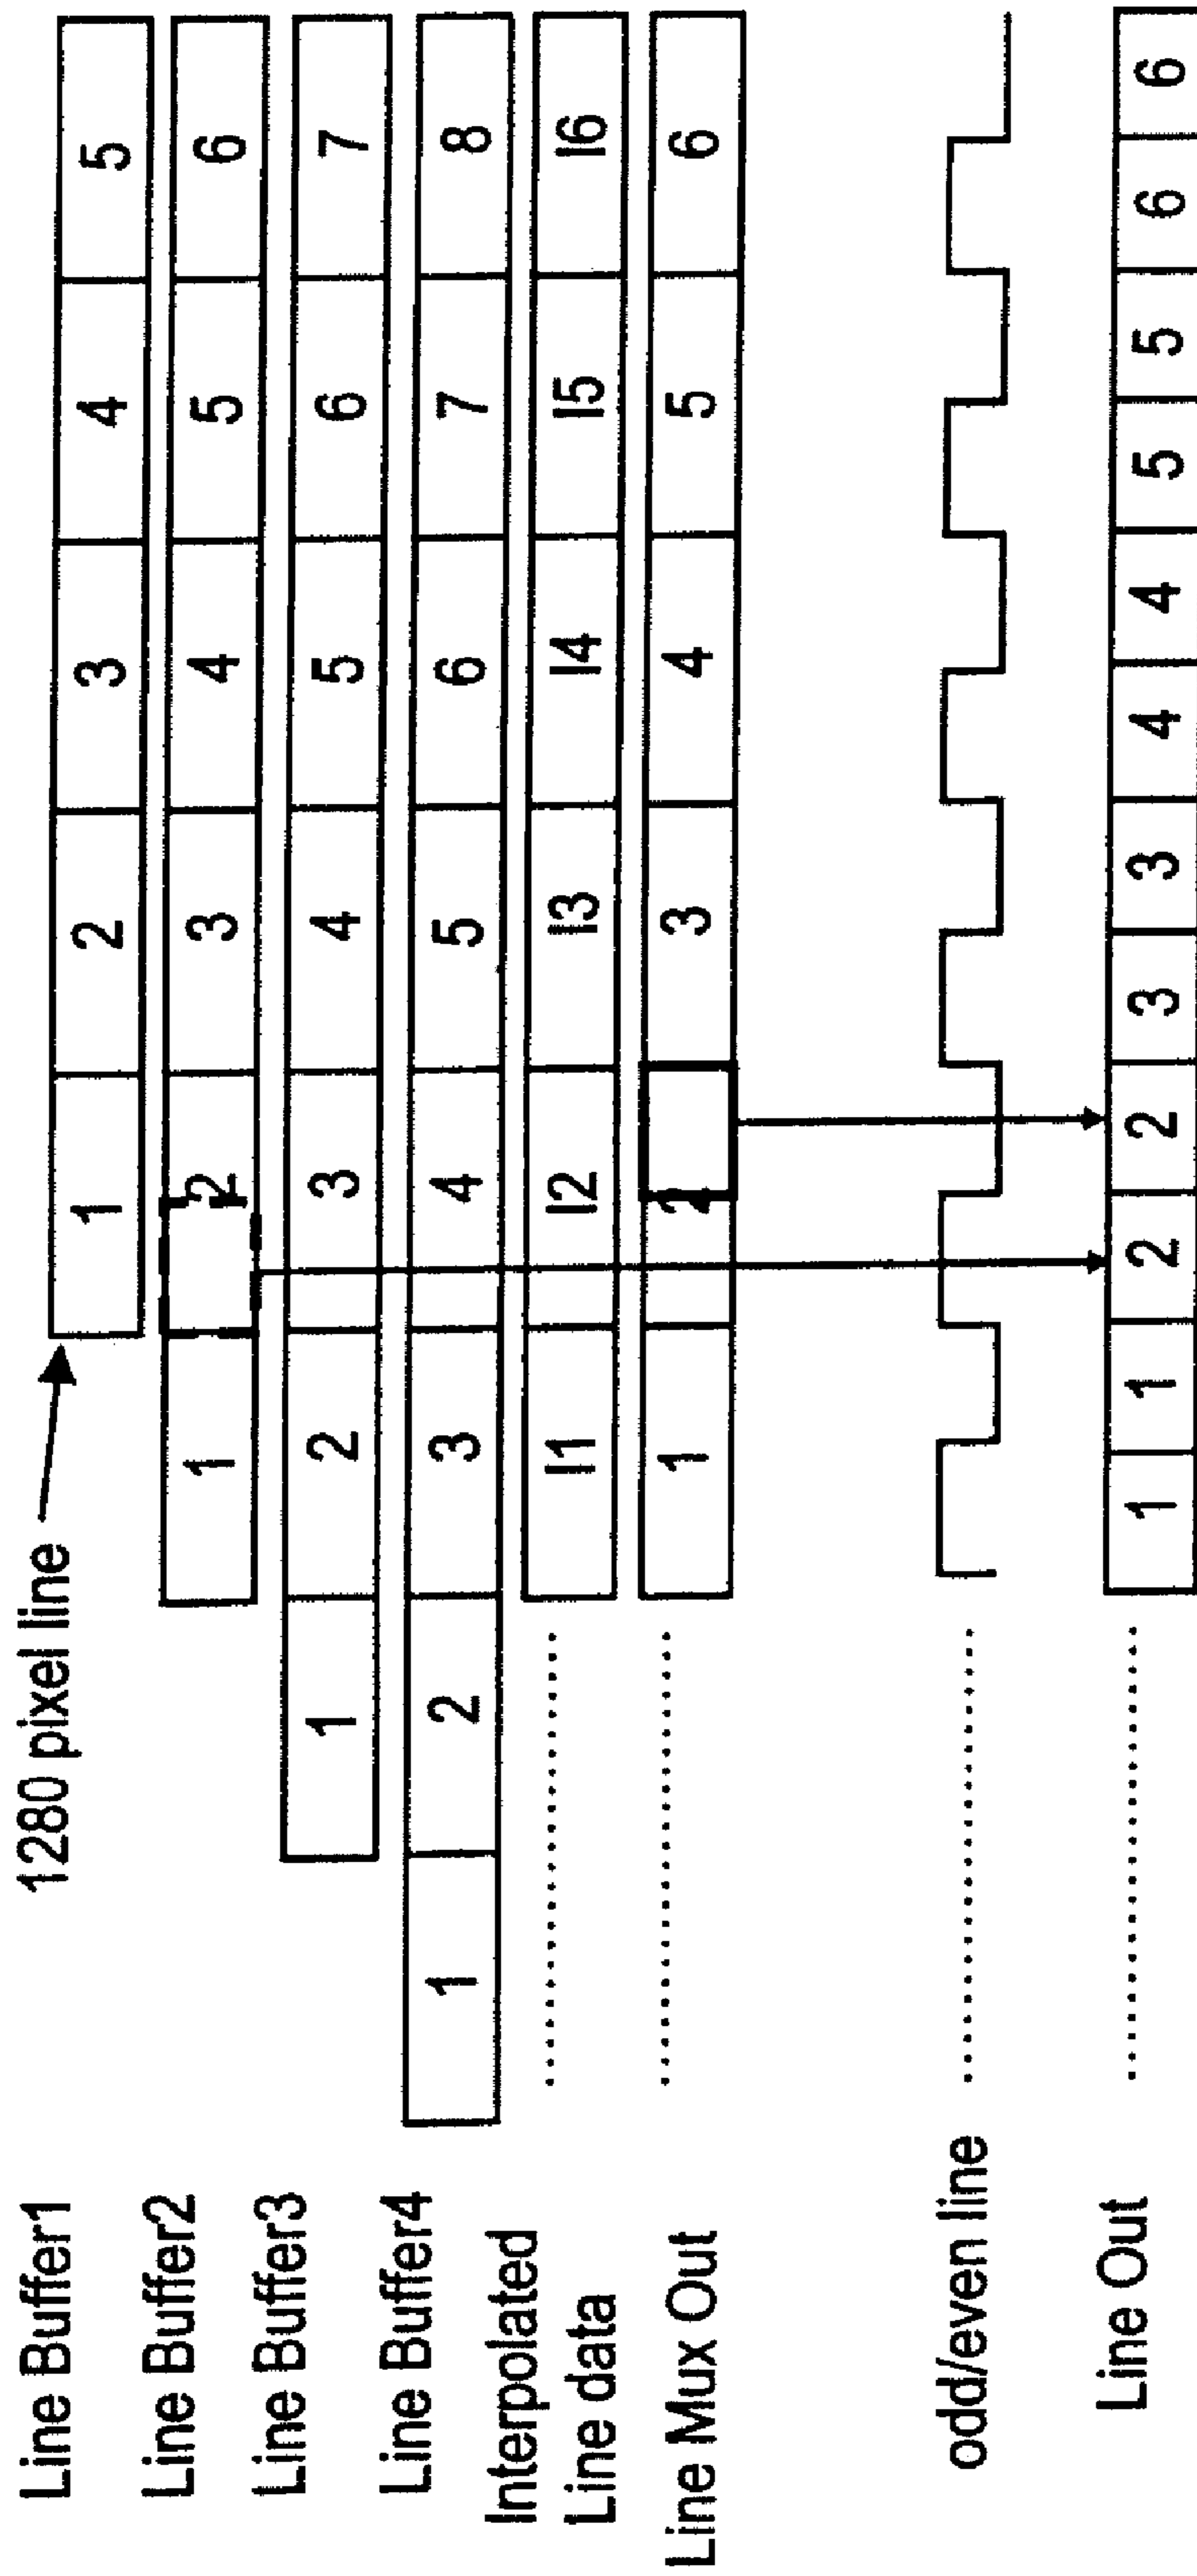 1280 pixel line
Line Buffer1 1 2 3 4 5
Line Buffer2 1 2 3 4 5 6
Line Buffer3 1 2 3 4 5 6 7
Line Buffer4 1 2 3 4 5 6 7 8
Interpolated
Line data I1 I2 I3 I4 I5 I6
Line Mux Out 1 2 3 4 5 6
odd/even line
Line Out 1 1 2 2 3 3 4 4 5 5 6 6